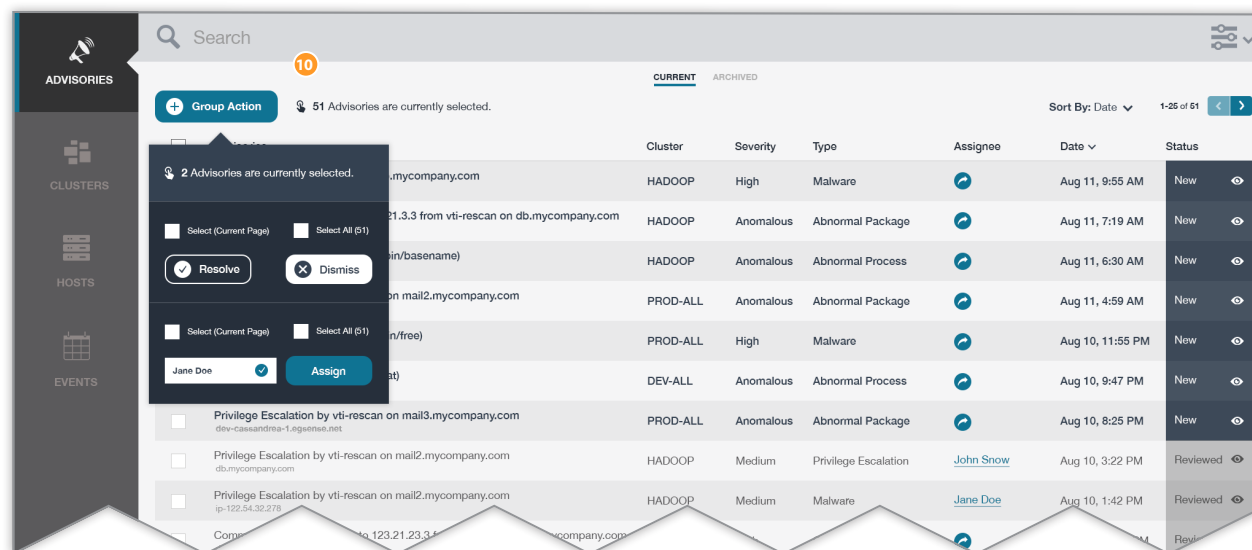 Search
ADVISORIES
10
CURRENT ARCHIVED
Group Action
51 Advisories are currently selected.
Sort By: Date
1-25 of 51
Cluster Severity Type Assignee Date Status
2 Advisories are currently selected.
Select (Current Page) Select All (51)
Resolve Dismiss
Select (Current Page) Select All (51)
Jane Doe Assign
CLUSTERS
HOSTS
EVENTS
.mycompany.com HADOOP High Malware Aug 11, 9:55 AM New
21.3.3 from vti-rescan on db.mycompany.com HADOOP Anomalous Abnormal Package Aug 11, 7:19 AM New
bin/basename) HADOOP Anomalous Abnormal Process Aug 11, 6:30 AM New
on mail2.mycompany.com PROD-ALL Anomalous Abnormal Package Aug 11, 4:59 AM New
n/free) PROD-ALL High Malware Aug 10, 11:55 PM New
at) DEV-ALL Anomalous Abnormal Process Aug 10, 9:47 PM New
Privilege Escalation by vti-rescan on mail3.mycompany.com PROD-ALL Anomalous Abnormal Package Aug 10, 8:25 PM New
dev-cassandrea-1.egsense.net
Privilege Escalation by vti-rescan on mail2.mycompany.com HADOOP Medium Privilege Escalation John Snow Aug 10, 3:22 PM Reviewed
db.mycompany.com
Privilege Escalation by vti-rescan on mail2.mycompany.com HADOOP Medium Malware Jane Doe Aug 10, 1:42 PM Reviewed
ip-122.54.32.278
to 123.21.23.3 ycompany.com